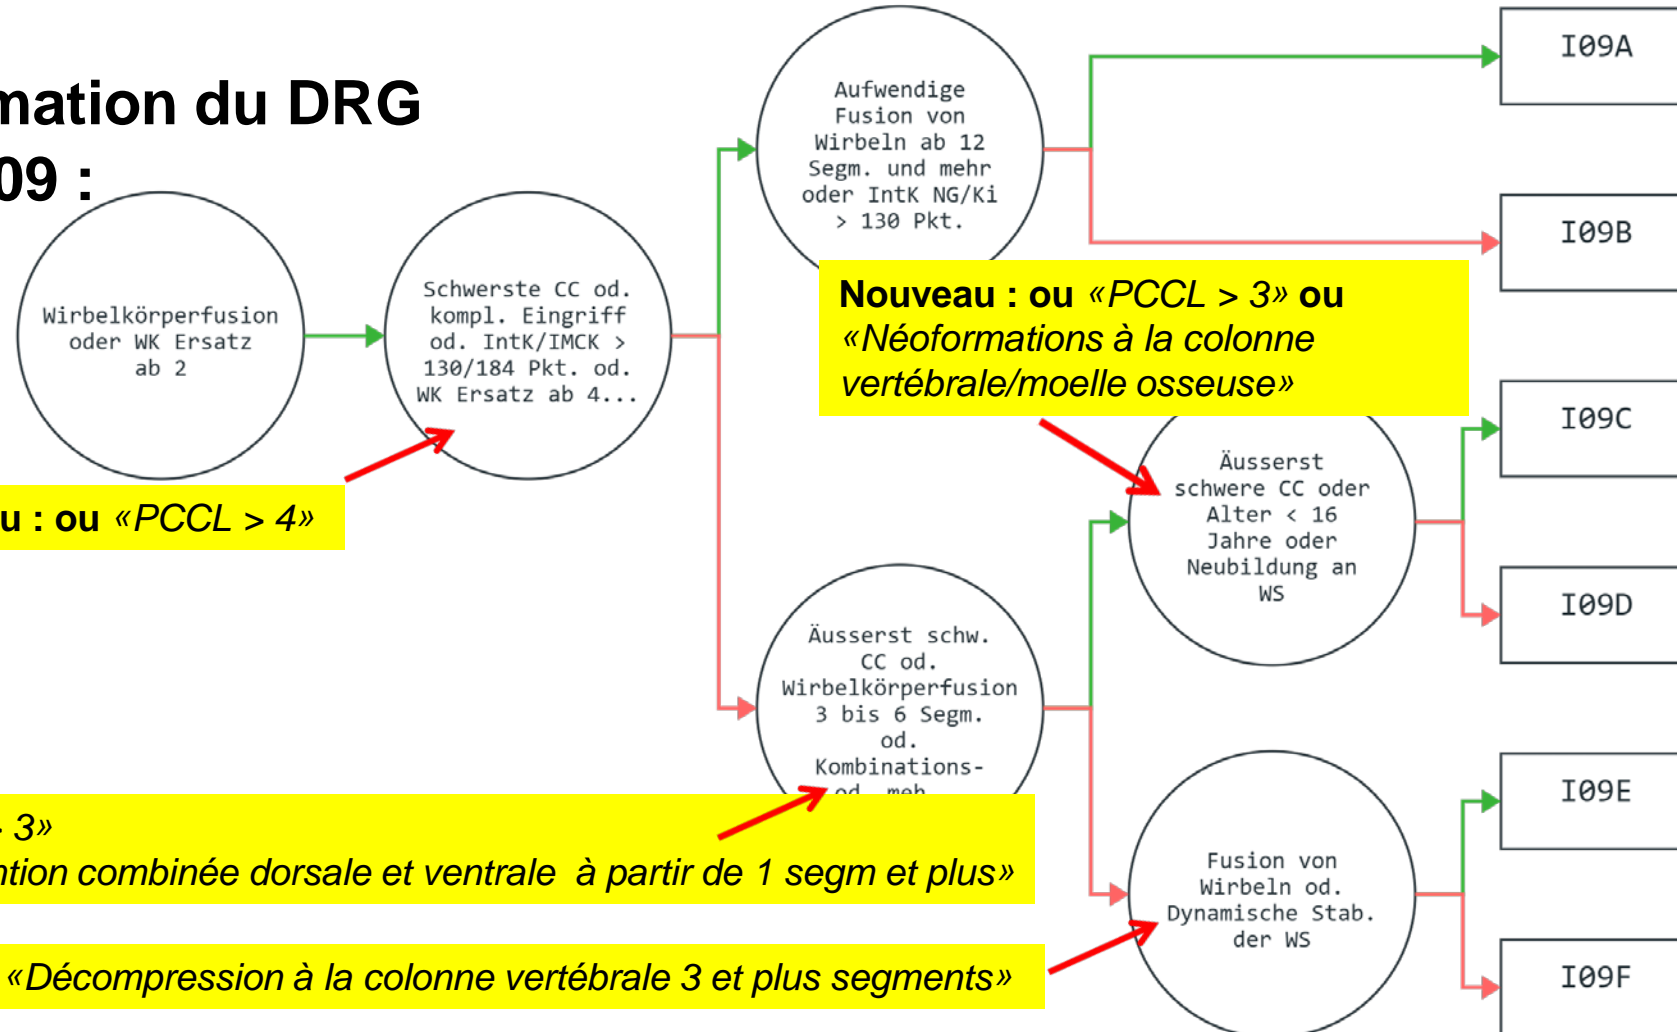 mation du DRG
09 :
Wirbelkörperfusion
oder WK Ersatz
ab 2
Schwerste CC od.
kompl. Eingriff
od. IntK/IMCK >
130/184 Pkt. od.
WK Ersatz ab 4...
u : ou «PCCL > 4»
Aufwendige
Fusion von
Wirbeln ab 12
Segm. und mehr
oder IntK NG/Ki
> 130 Pkt.
Nouveau : ou «PCCL > 3» ou
«Néoformations à la colonne
vertébrale/moelle osseuse»
Äusserst
schwere CC oder
Alter < 16
Jahre oder
Neubildung an
WS
Äusserst schw.
CC od.
Wirbelkörperfusion
3 bis 6 Segm.
od.
Kombinations-
od. meh
> 3»
ntion combinée dorsale et ventrale à partir de 1 segm et plus»
«Décompression à la colonne vertébrale 3 et plus segments»
Fusion von
Wirbeln od.
Dynamische Stab.
der WS
I09A
I09B
I09C
I09D
I09E
I09F